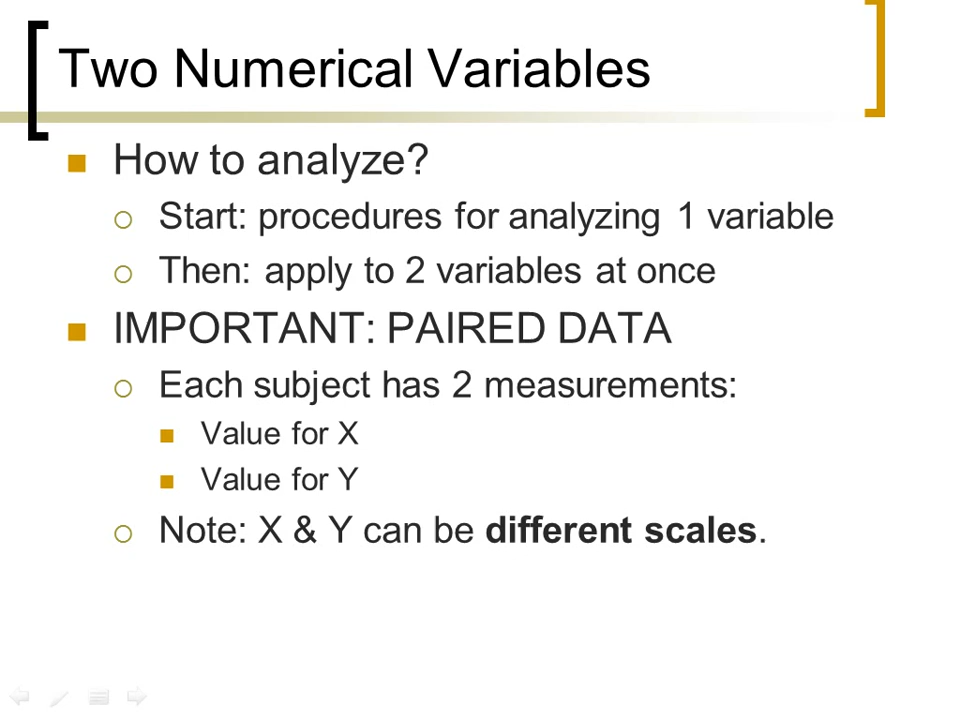 Two Numerical Variables
How to analyze?
Start: procedures for analyzing 1 variable
Then: apply to 2 variables at once
IMPORTANT: PAIRED DATA
Each subject has 2 measurements:
Value for X
Value for Y
Note: X & Y can be different scales.